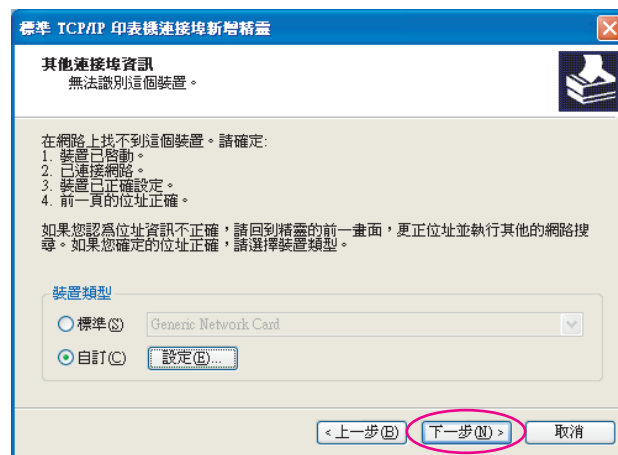 標準 TCP/IP 印表機連接埠新增精靈
其他連接埠資訊
無法識別這個裝置。
在網路上找不到這個裝置。請確定:
1. 裝置已啓動。
2. 已連接網路。
3. 裝置已正確設定。
4. 前一頁的位址正確。
如果您認爲位址資訊不正確，請回到精靈的前一畫面，更正位址並執行其他的網路搜
尋。如果您確定的位址正確，請選擇裝置類型。
裝置類型
標準(S) Generic Network Card
自訂(C) 設定(E)...
<上一步(B) 下一步(N) > 取消